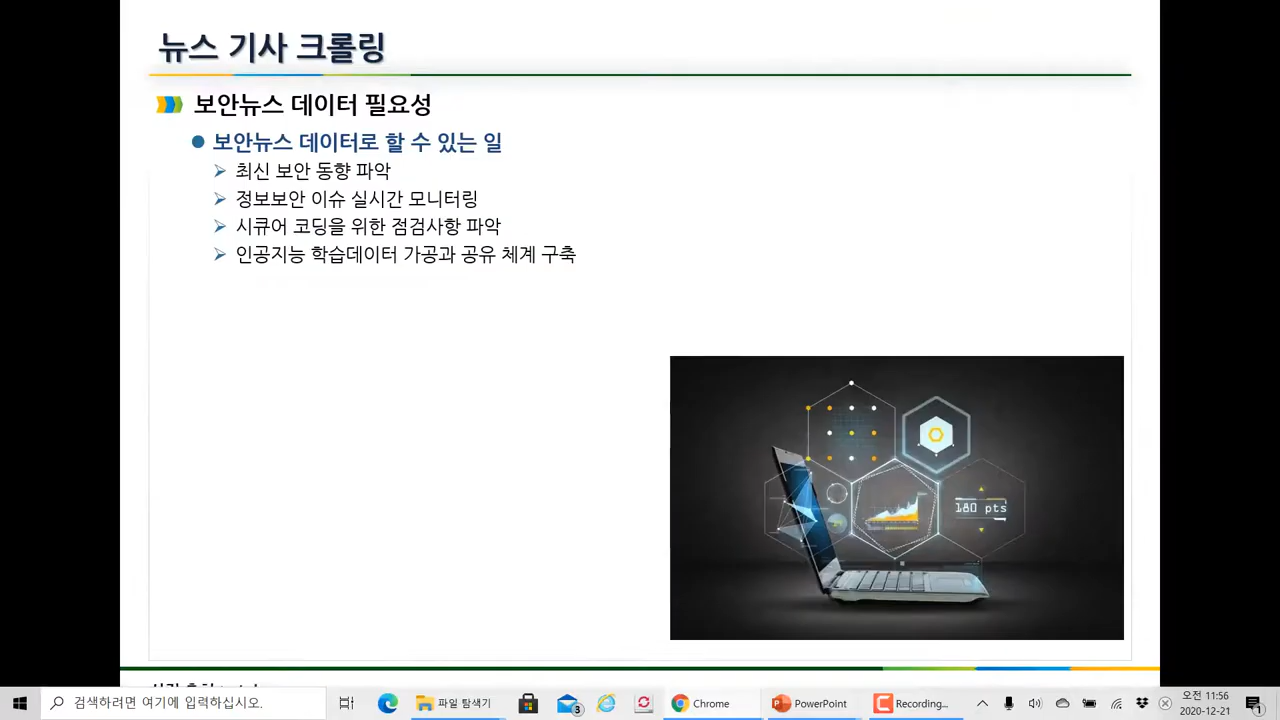 뉴스 기사 크롤링
보안뉴스 데이터 필요성
보안뉴스 데이터로 할 수 있는 일
최신 보안 동향 파악
정보보안 이슈 실시간 모니터링
시큐어 코딩을 위한 점검사항 파악
인공지능 학습데이터 가공과 공유 체계 구축
180 pts
검색하려면 여기에 입력하십시오.
3
파일 탐색기
Chrome
PowerPoint
Recording...
오전 11:56
2020-12-21
1